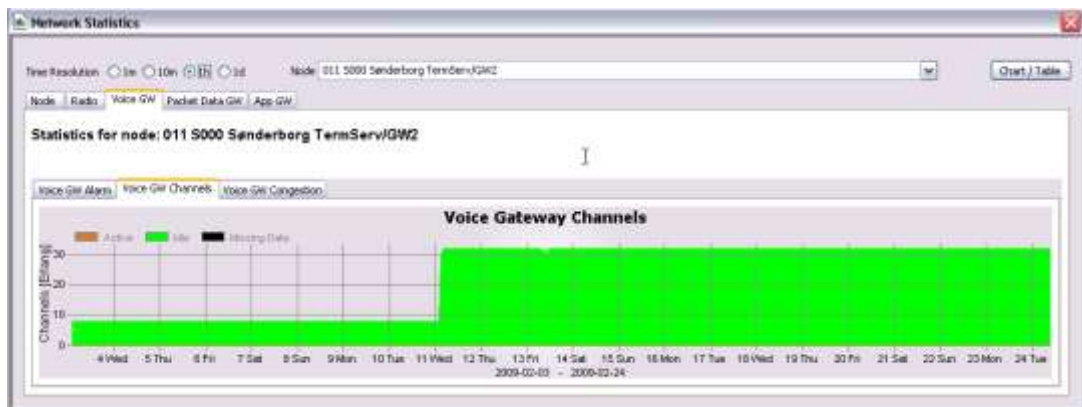 Network Statistics
Time Resolution 1m 10m 1h 1d Node 011 S000 Sønderborg TermServ/GW2 Chart / Table
Node Radio Voice GW Packet Data GW App GW
Statistics for node: 011 S000 Sønderborg TermServ/GW2
Voice GW Alarm Voice GW Channels Voice GW Congestion
Voice Gateway Channels
Active Idle Missing Data
Channels [Erlang]
30
20
10
0
4 Wed 5 Thu 6 Fri 7 Sat 8 Sun 9 Mon 10 Tue 11 Wed 12 Thu 13 Fri 14 Sat 15 Sun 16 Mon 17 Tue 18 Wed 19 Thu 20 Fri 21 Sat 22 Sun 23 Mon 24 Tue
2009-02-03 - 2009-02-24